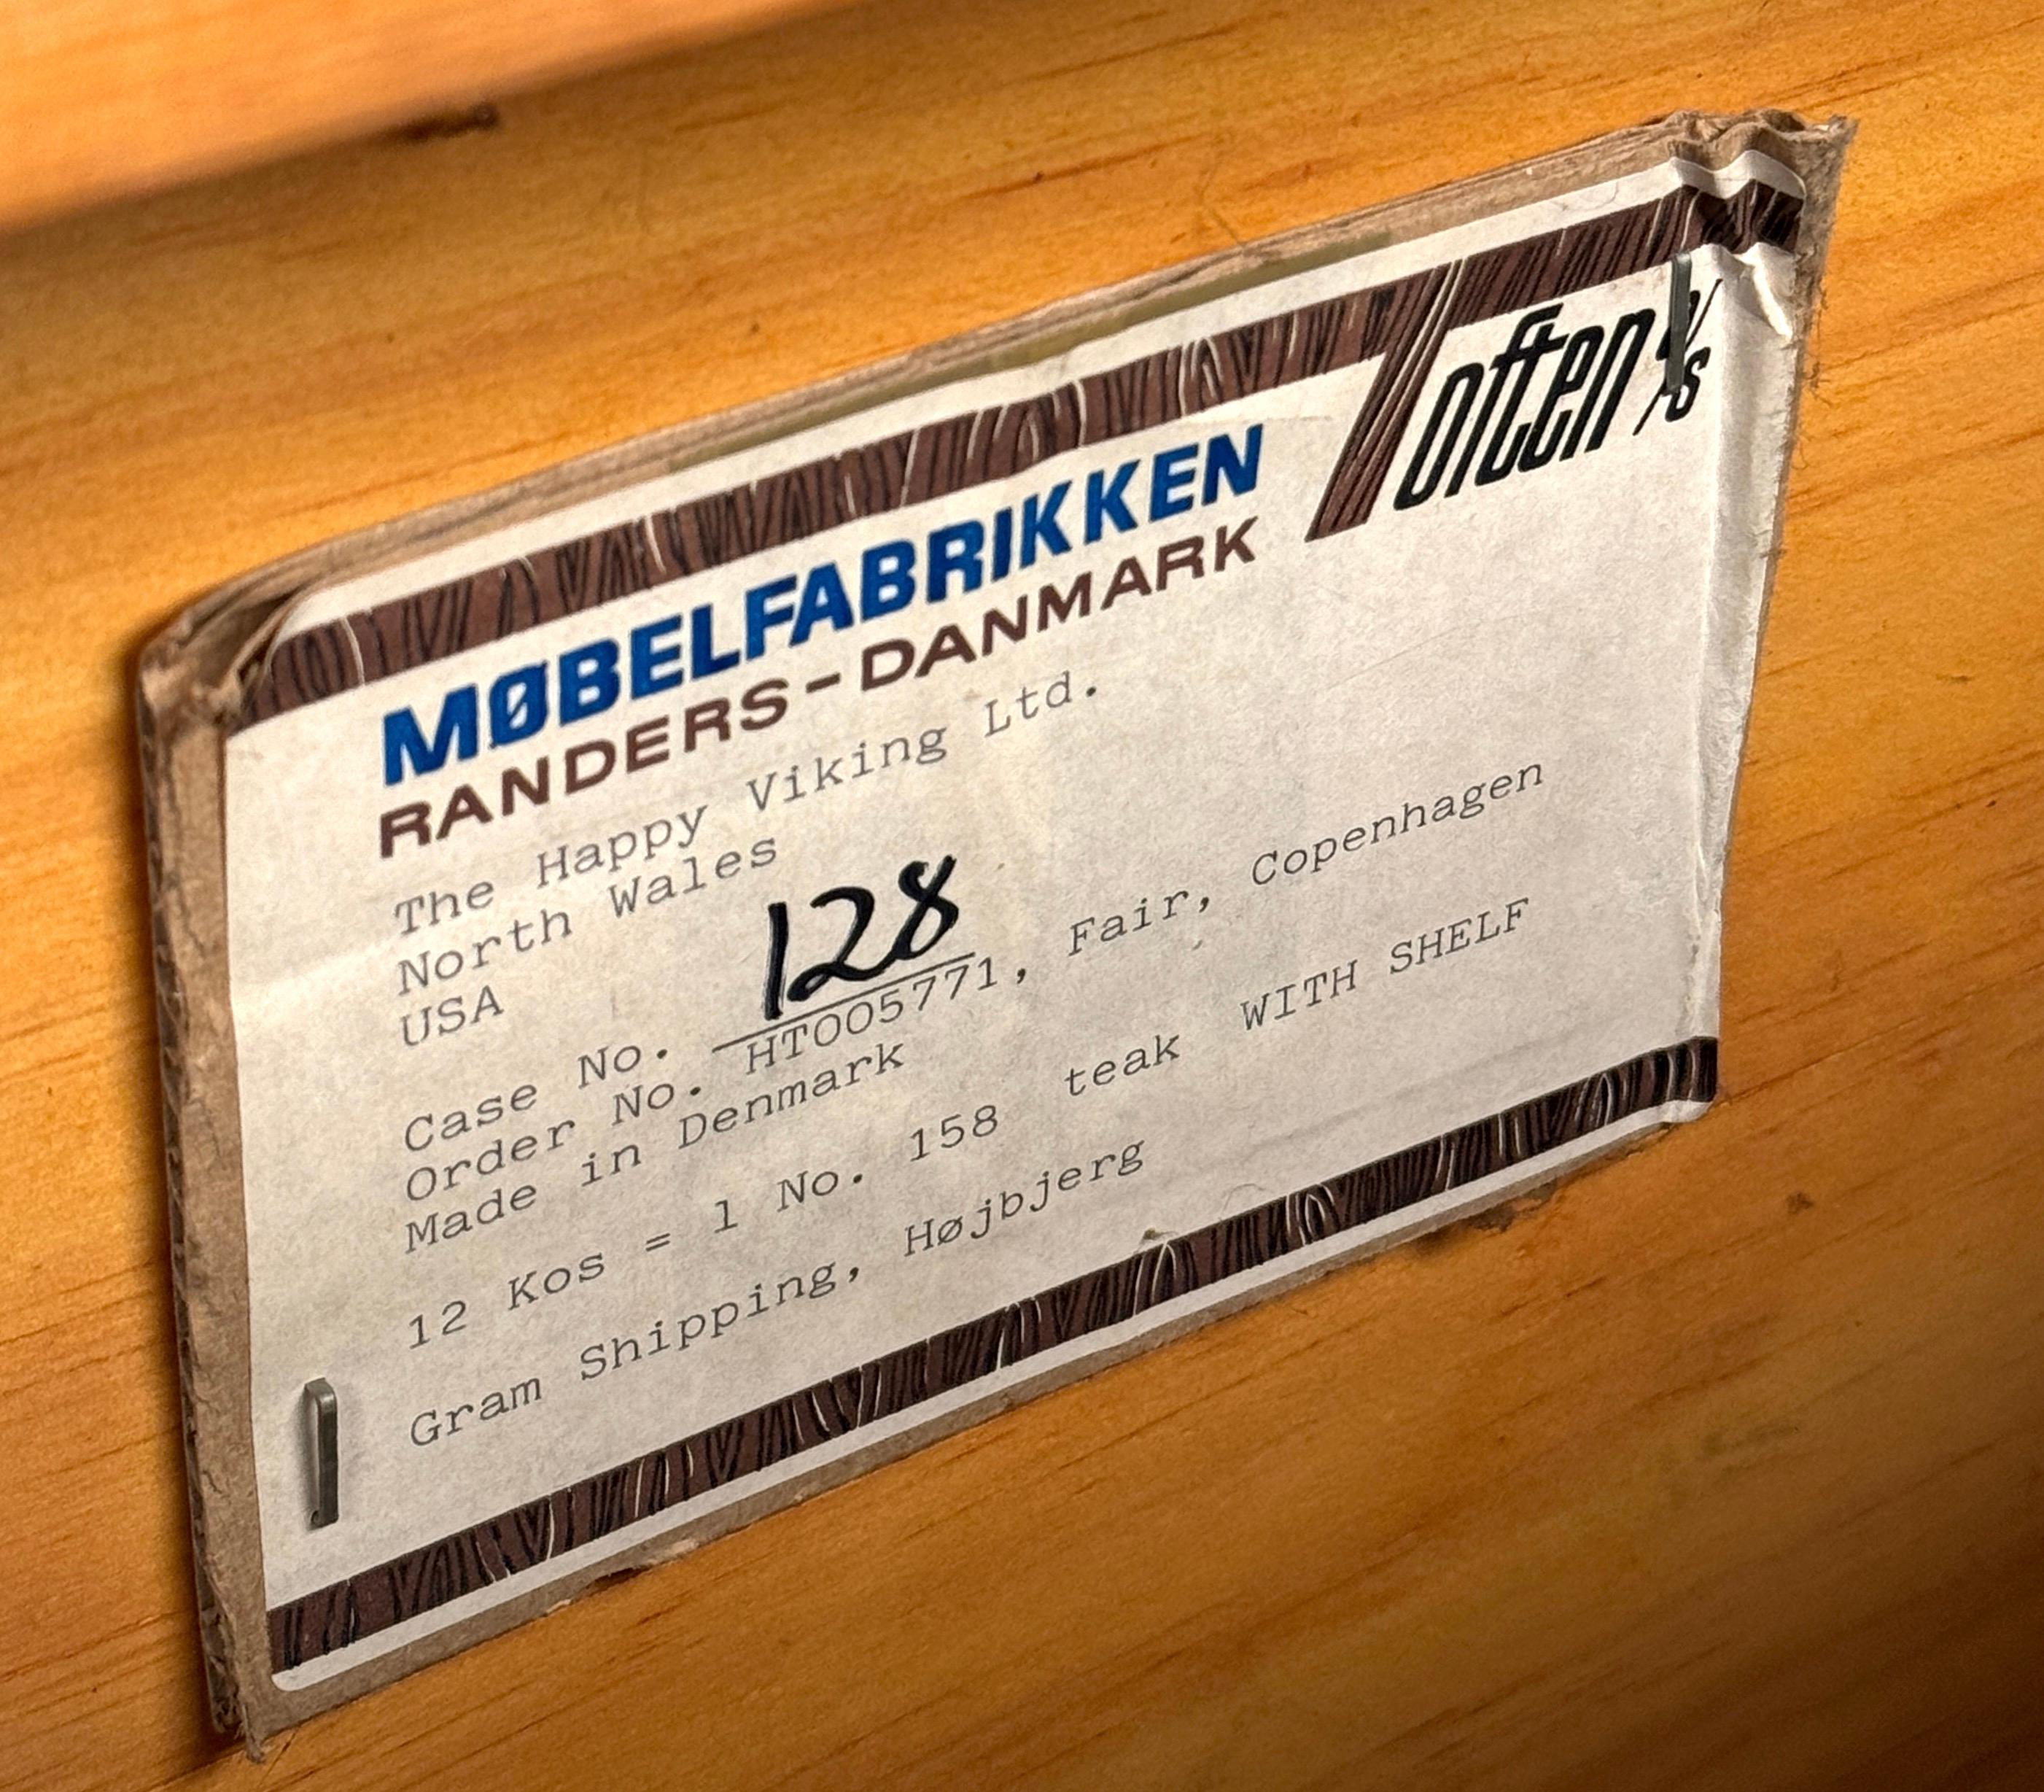 Toften A/S
MØBELFABRIKKEN
RANDERS-DANMARK
The Happy Viking Ltd.
North Wales
USA
Case No. 128
Order No. HT005771, Fair, Copenhagen
Made in Denmark
12 Kos = 1 No. 158 teak WITH SHELF
Gram Shipping, Højbjerg